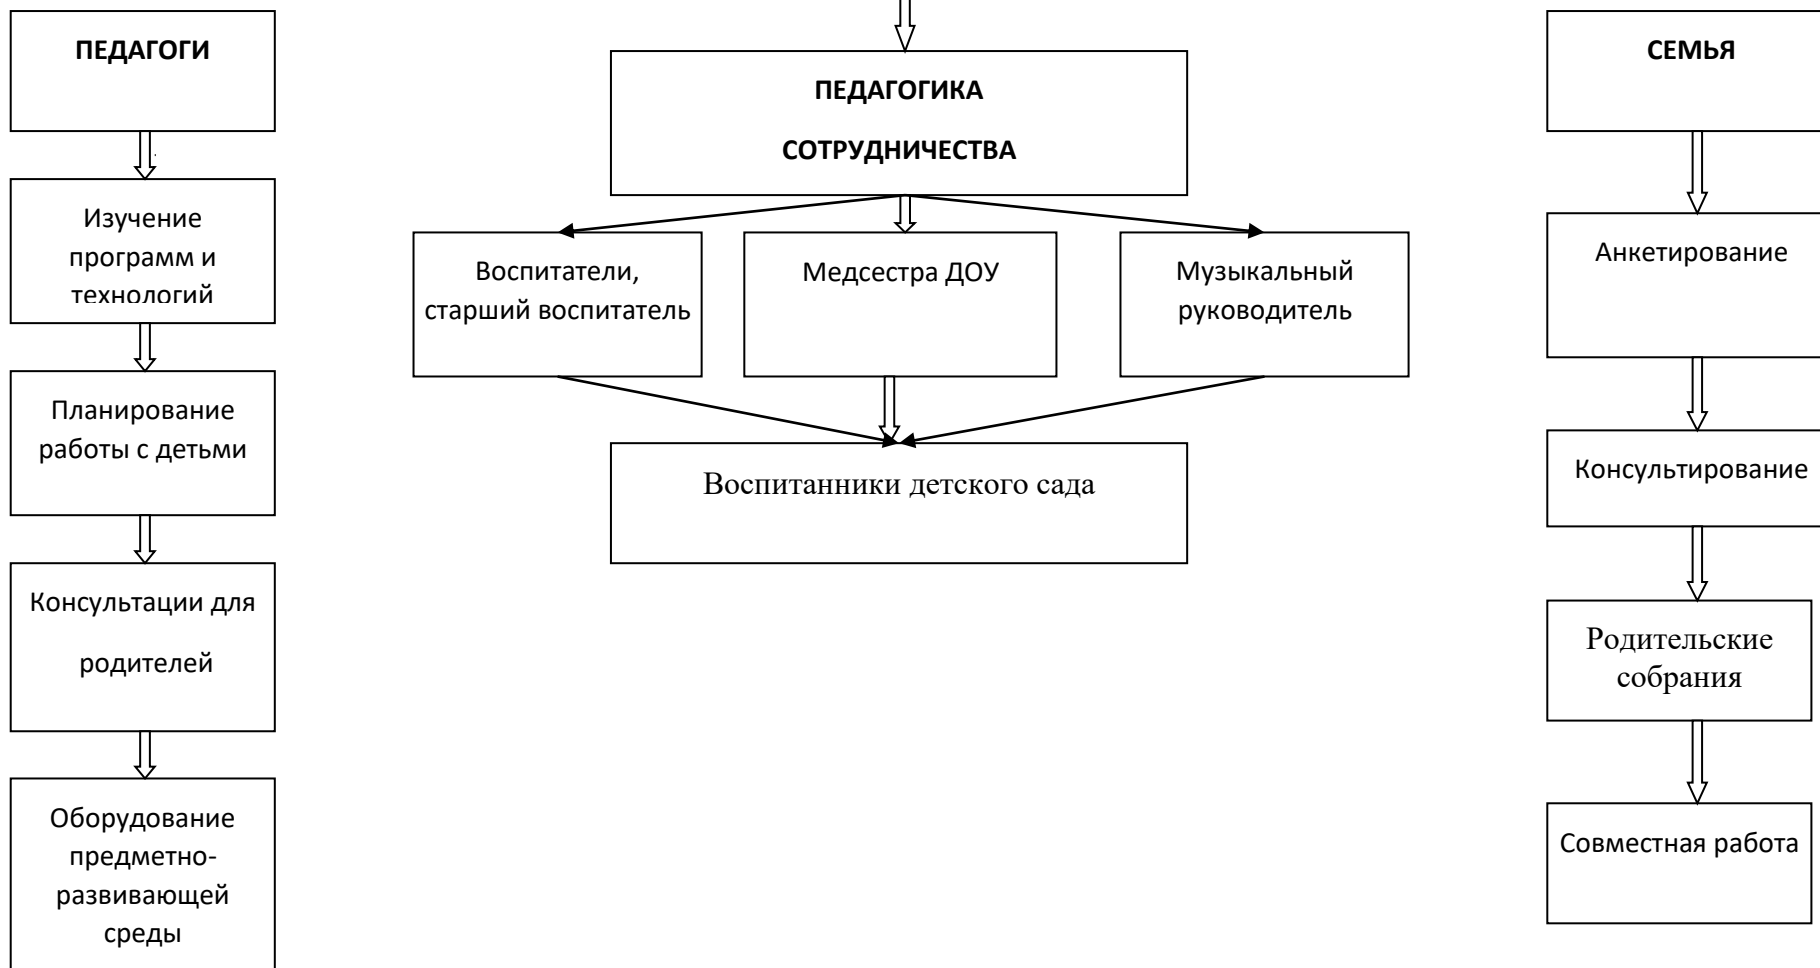 ПЕДАГОГИ
Изучение
программ и
технологий
Планирование
работы с детьми
Консультации для
родителей
Оборудование
предметно-
развивающей
среды
ПЕДАГОГИКА
СОТРУДНИЧЕСТВА
Воспитатели,
старший воспитатель
Медсестра ДОУ
Музыкальный
руководитель
Воспитанники детского сада
СЕМЬЯ
Анкетирование
Консультирование
Родительские
собрания
Совместная работа